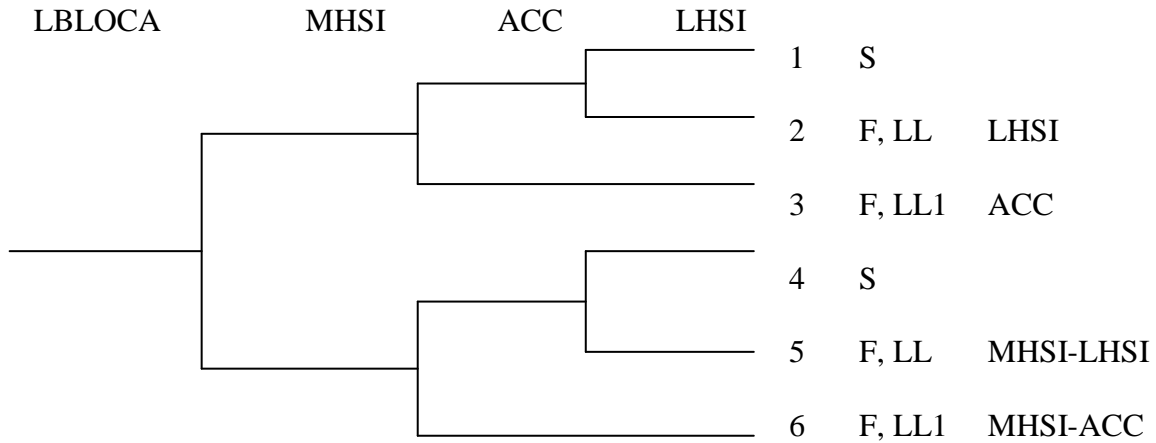 LBLOCA MHSI ACC LHSI
1 S
2 F, LL LHSI
3 F, LL1 ACC
4 S
5 F, LL MHSI-LHSI
6 F, LL1 MHSI-ACC